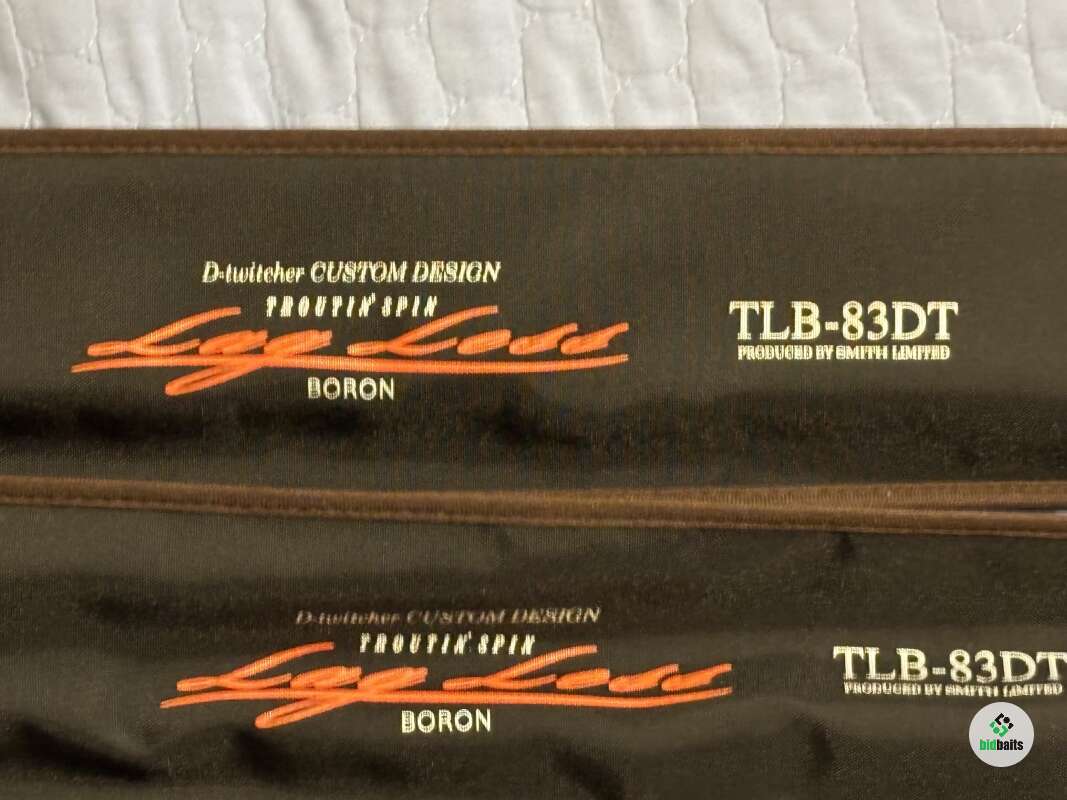 D-twitcher CUSTOM DESIGN
TROUTIN' SPIN
Lag Less
BORON
TLB-83DT
PRODUCED BY SMITH LIMITED
D-twitcher CUSTOM DESIGN
TROUTIN' SPIN
Lag Less
BORON
TLB-83DT
PRODUCED BY SMITH LIMITED
bidbaits